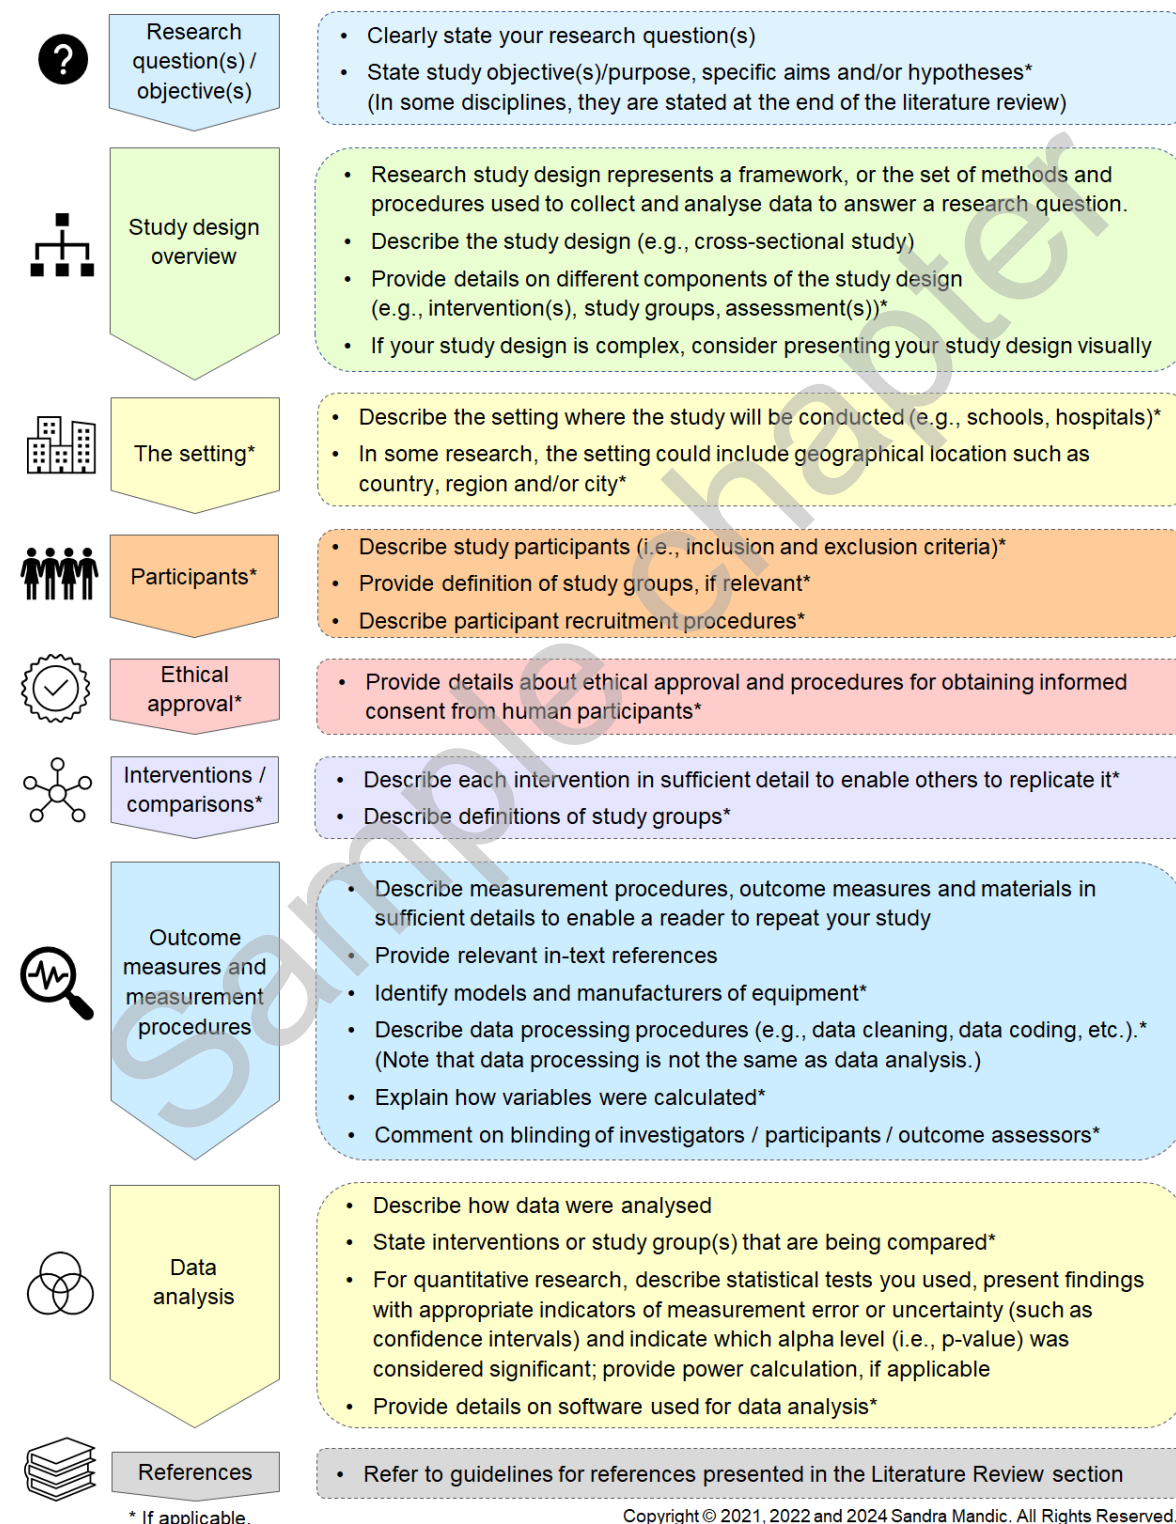 Research
question(s) /
objective(s)
• Clearly state your research question(s)
• State study objective(s)/purpose, specific aims and/or hypotheses*
(In some disciplines, they are stated at the end of the literature review)
Study design
overview
• Research study design represents a framework, or the set of methods and
procedures used to collect and analyse data to answer a research question.
• Describe the study design (e.g., cross-sectional study)
• Provide details on different components of the study design
(e.g., intervention(s), study groups, assessment(s))*
• If your study design is complex, consider presenting your study design visually
The setting*
• Describe the setting where the study will be conducted (e.g., schools, hospitals)*
• In some research, the setting could include geographical location such as
country, region and/or city*
Participants*
• Describe study participants (i.e., inclusion and exclusion criteria)*
• Provide definition of study groups, if relevant*
• Describe participant recruitment procedures*
Ethical
approval*
• Provide details about ethical approval and procedures for obtaining informed
consent from human participants*
Interventions /
comparisons*
• Describe each intervention in sufficient detail to enable others to replicate it*
• Describe definitions of study groups*
Outcome
measures and
measurement
procedures
• Describe measurement procedures, outcome measures and materials in
sufficient details to enable a reader to repeat your study
• Provide relevant in-text references
• Identify models and manufacturers of equipment*
• Describe data processing procedures (e.g., data cleaning, data coding, etc.).*
(Note that data processing is not the same as data analysis.)
• Explain how variables were calculated*
• Comment on blinding of investigators / participants / outcome assessors*
Data
analysis
• Describe how data were analysed
• State interventions or study group(s) that are being compared*
• For quantitative research, describe statistical tests you used, present findings
with appropriate indicators of measurement error or uncertainty (such as
confidence intervals) and indicate which alpha level (i.e., p-value) was
considered significant; provide power calculation, if applicable
• Provide details on software used for data analysis*
References
• Refer to guidelines for references presented in the Literature Review section
* If applicable.
Copyright © 2021, 2022 and 2024 Sandra Mandic. All Rights Reserved.
Sample chapter